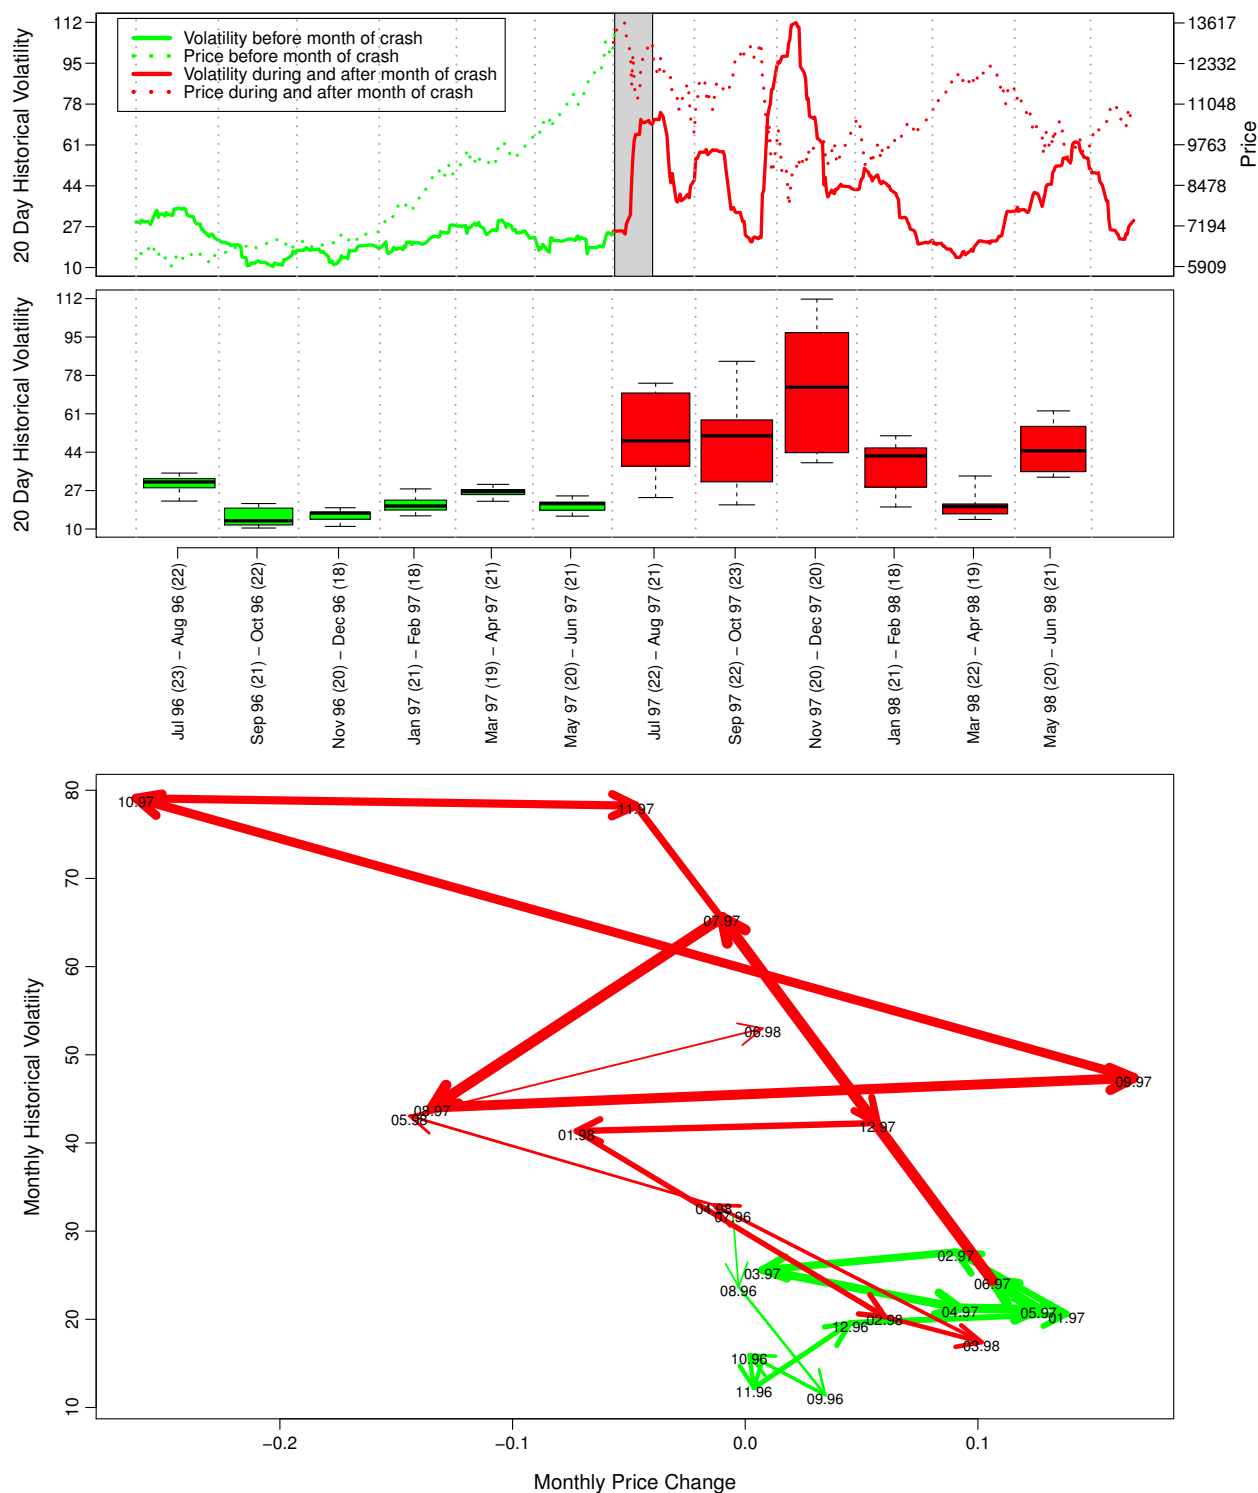 112
95
78
61
44
27
10
20 Day Historical Volatility
Volatility before month of crash
Price before month of crash
Volatility during and after month of crash
Price during and after month of crash
13617
12332
11048
9763
8478
7194
5909
Price
112
95
78
61
44
27
10
20 Day Historical Volatility
Jul 96 (23) − Aug 96 (22)
Sep 96 (21) − Oct 96 (22)
Nov 96 (20) − Dec 96 (18)
Jan 97 (21) − Feb 97 (18)
Mar 97 (19) − Apr 97 (21)
May 97 (20) − Jun 97 (21)
Jul 97 (22) − Aug 97 (21)
Sep 97 (22) − Oct 97 (23)
Nov 97 (20) − Dec 97 (20)
Jan 98 (21) − Feb 98 (18)
Mar 98 (22) − Apr 98 (19)
May 98 (20) − Jun 98 (21)
80
70
60
50
40
30
20
10
Monthly Historical Volatility
10.97
11.97
07.97
06.98
09.97
08.97
05.98
12.97
01.98
04.98
07.96
02.97
03.97
06.97
08.96
04.97
05.97
01.97
02.98
12.96
03.98
10.96
11.96
09.96
−0.2
−0.1
0.0
0.1
Monthly Price Change